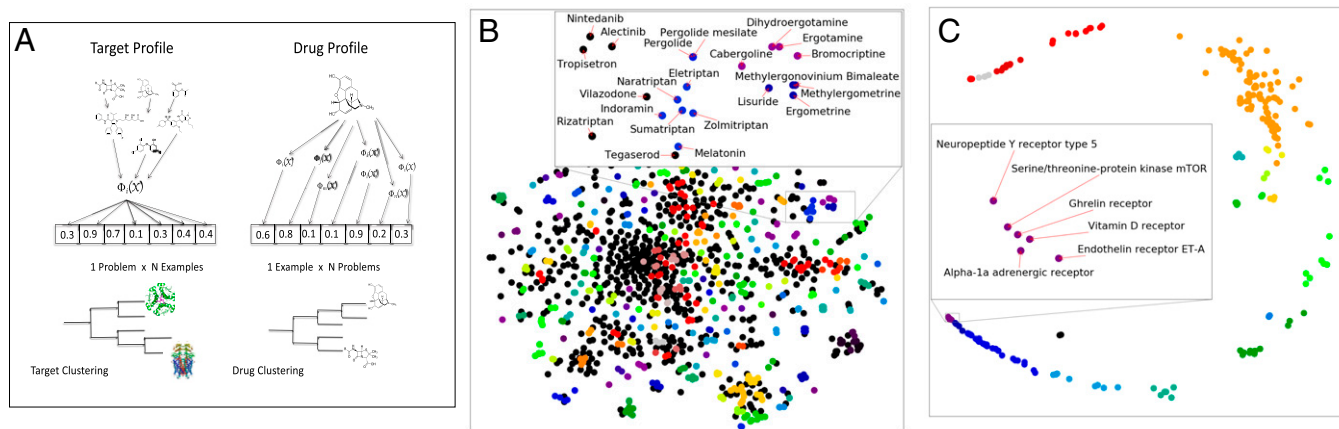 A
Target Profile
Drug Profile
0.3 0.9 0.7 0.1 0.3 0.4 0.4
0.6 0.8 0.1 0.1 0.9 0.2 0.3
1 Problem x N Examples
1 Example x N Problems
Target Clustering
Drug Clustering
B
Nintedanib
Alectinib
Tropisetron
Pergolide mesilate
Pergolide
Dihydroergotamine
Ergotamine
Cabergoline
Bromocriptine
Eletriptan
Naratriptan
Methylergonovinium Bimaleate
Vilazodone
Methylergometrine
Indoramin
Lisuride
Ergometrine
Rizatriptan
Sumatriptan
Zolmitriptan
Tegaserod
Melatonin
C
Neuropeptide Y receptor type 5
Serine/threonine-protein kinase mTOR
Ghrelin receptor
Vitamin D receptor
Endothelin receptor ET-A
Alpha-1a adrenergic receptor